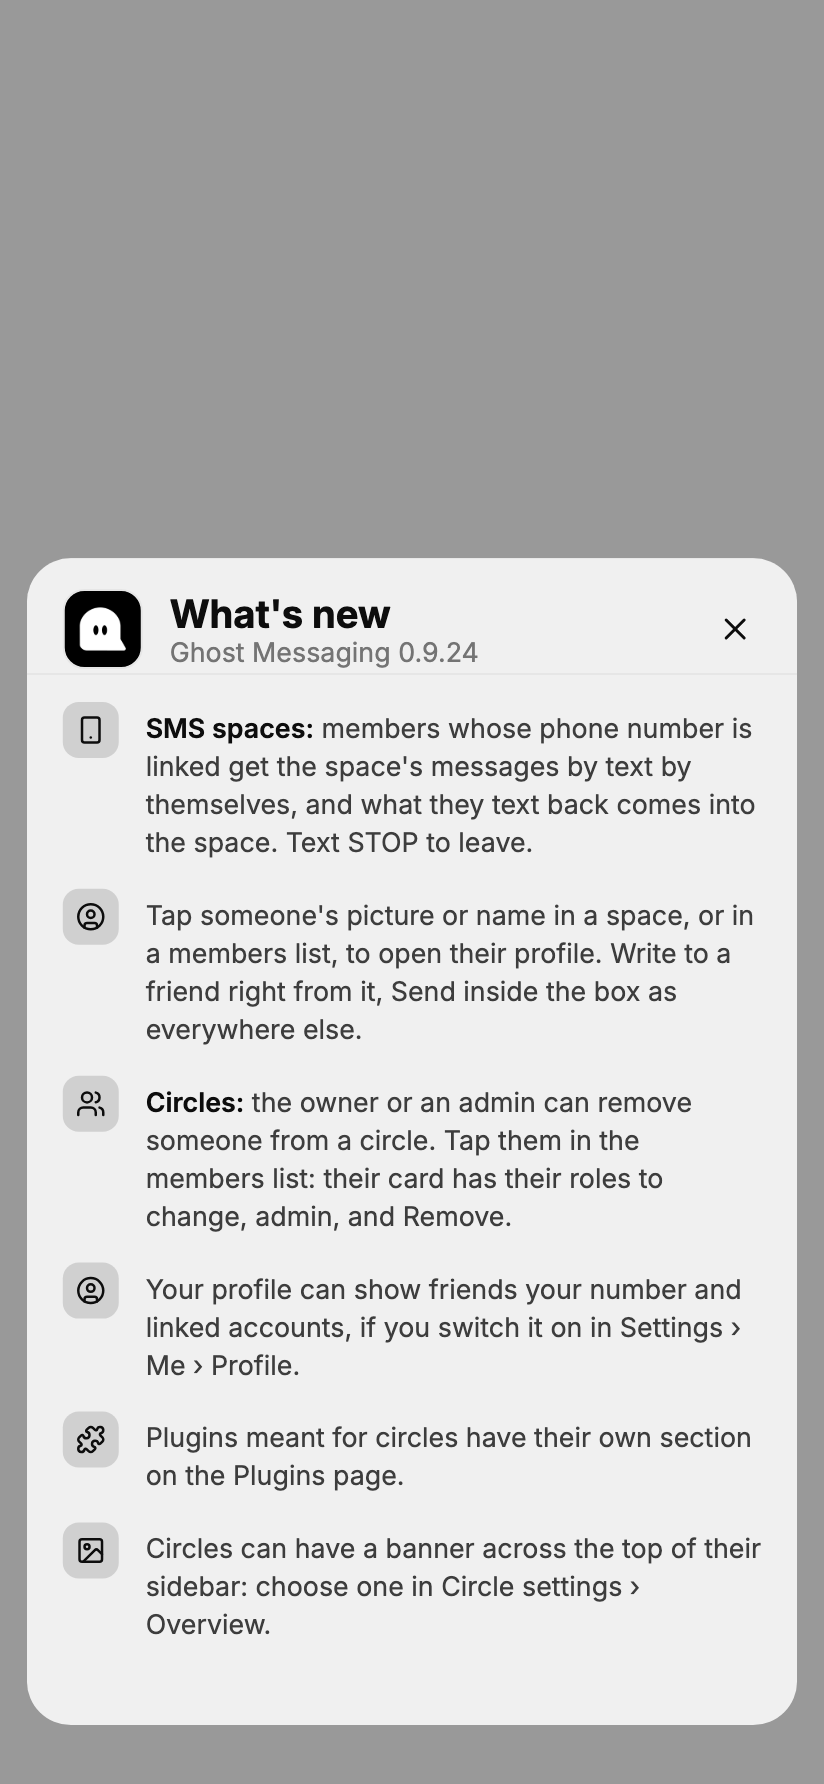 What's new
Ghost Messaging 0.9.24
SMS spaces: members whose phone number is
linked get the space's messages by text by
themselves, and what they text back comes into
the space. Text STOP to leave.
Tap someone's picture or name in a space, or in
a members list, to open their profile. Write to a
friend right from it, Send inside the box as
everywhere else.
Circles: the owner or an admin can remove
someone from a circle. Tap them in the
members list: their card has their roles to
change, admin, and Remove.
Your profile can show friends your number and
linked accounts, if you switch it on in Settings ›
Me › Profile.
Plugins meant for circles have their own section
on the Plugins page.
Circles can have a banner across the top of their
sidebar: choose one in Circle settings ›
Overview.